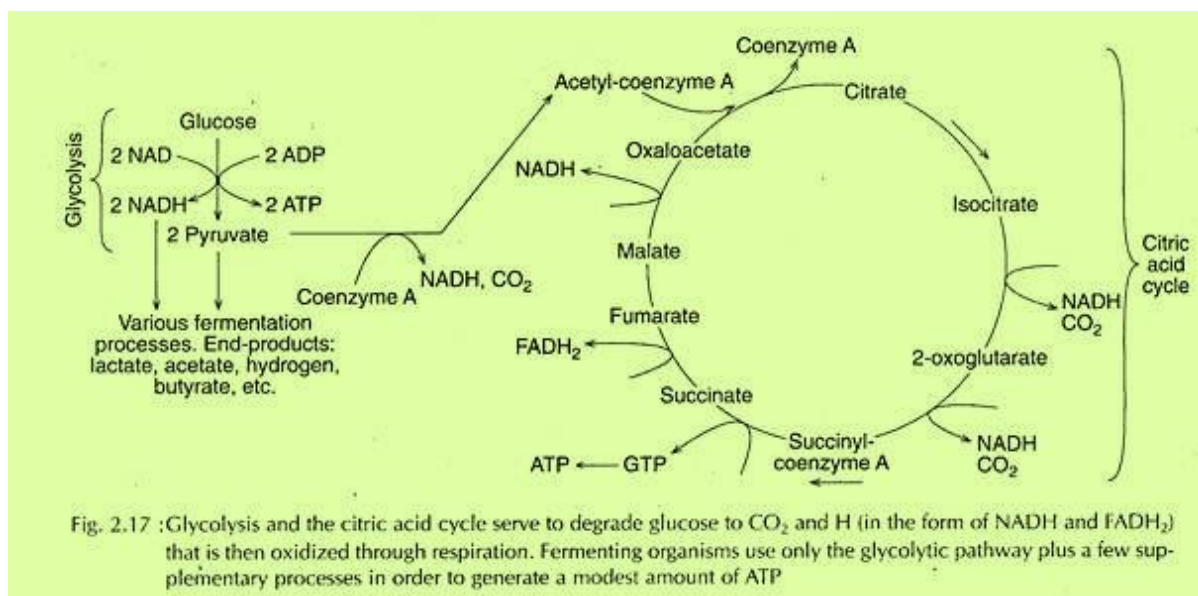 Glycolysis
Glucose
2 NAD
2 ADP
2 NADH
2 ATP
2 Pyruvate
Coenzyme A
NADH, CO₂
Various fermentation
processes. End-products:
lactate, acetate, hydrogen,
butyrate, etc.
Acetyl-coenzyme A
Coenzyme A
Citrate
Isocitrate
NADH
CO₂
2-oxoglutarate
NADH
CO₂
Succinyl-
coenzyme A
GTP
ATP
Succinate
FADH₂
Fumarate
Malate
NADH
Oxaloacetate
Citric
acid
cycle
Fig. 2.17 :Glycolysis and the citric acid cycle serve to degrade glucose to CO₂ and H (in the form of NADH and FADH₂)
that is then oxidized through respiration. Fermenting organisms use only the glycolytic pathway plus a few sup-
plementary processes in order to generate a modest amount of ATP